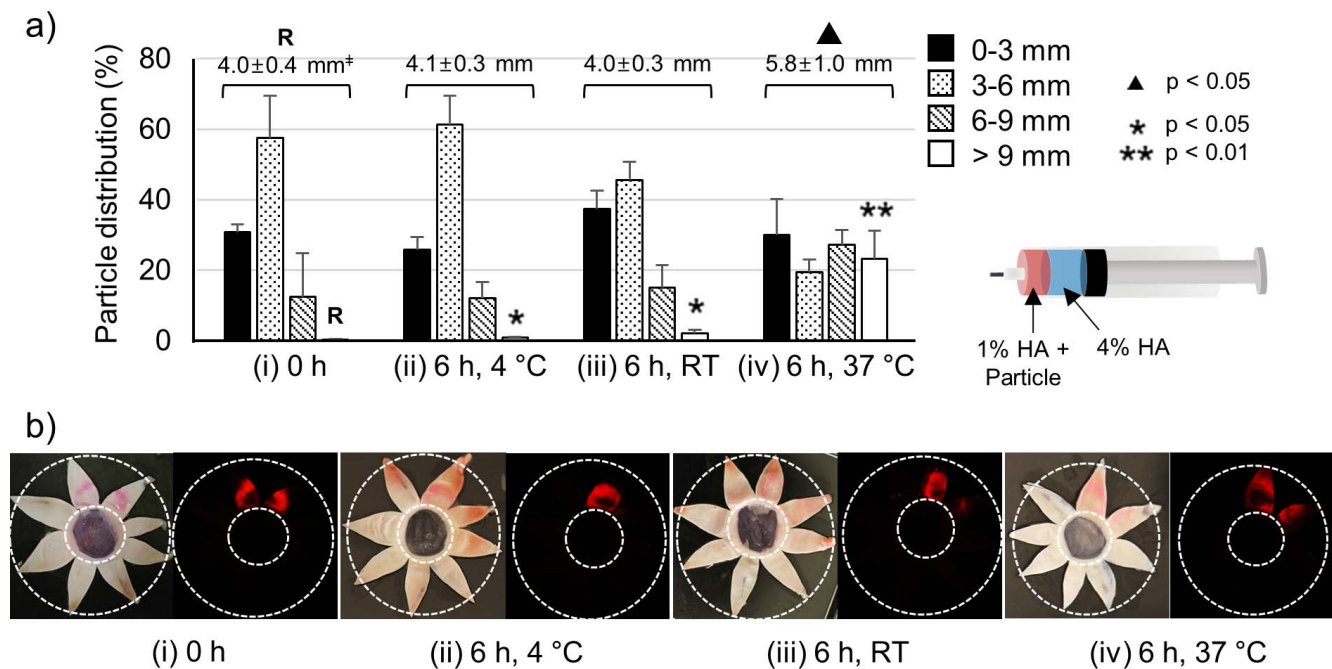 a)
R
▲
4.0±0.4 mm‡
4.1±0.3 mm
4.0±0.3 mm
5.8±1.0 mm
Particle distribution (%)
80
60
40
20
0
R
*
*
**
(i) 0 h
(ii) 6 h, 4 °C
(iii) 6 h, RT
(iv) 6 h, 37 °C
0-3 mm
3-6 mm
6-9 mm
> 9 mm
▲ p < 0.05
* p < 0.05
** p < 0.01
1% HA +
Particle
4% HA
b)
(i) 0 h
(ii) 6 h, 4 °C
(iii) 6 h, RT
(iv) 6 h, 37 °C